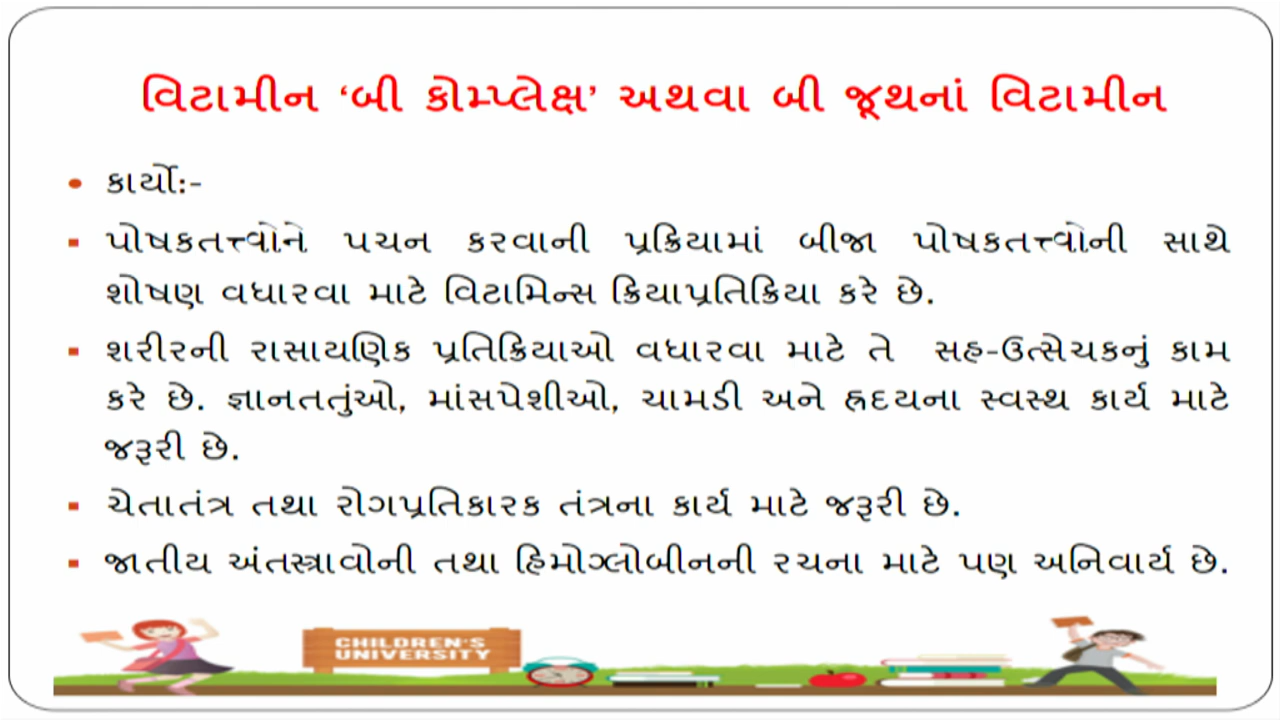 વિટામીન ‘બી કોમ્પ્લેક્ષ’ અથવા બી જૂથનાં વિટામીન
• કાર્યો:-
▪ પોષકતત્ત્વોને પચન કરવાની પ્રક્રિયામાં બીજા પોષકતત્ત્વોની સાથે
શોષણ વધારવા માટે વિટામિન્સ ક્રિયાપ્રતિક્રિયા કરે છે.
▪ શરીરની રાસાયણિક પ્રતિક્રિયાઓ વધારવા માટે તે સહ-ઉત્સેચકનું કામ
કરે છે. જ્ઞાનતતુંઓ, માંસપેશીઓ, ચામડી અને હ્રદયના સ્વસ્થ કાર્ય માટે
જરૂરી છે.
▪ ચેતાતંત્ર તથા રોગપ્રતિકારક તંત્રના કાર્ય માટે જરૂરી છે.
▪ જાતીય અંતસ્ત્રાવોની તથા હિમોગ્લોબીનની રચના માટે પણ અનિવાર્ય છે.
CHILDREN'S
UNIVERSITY